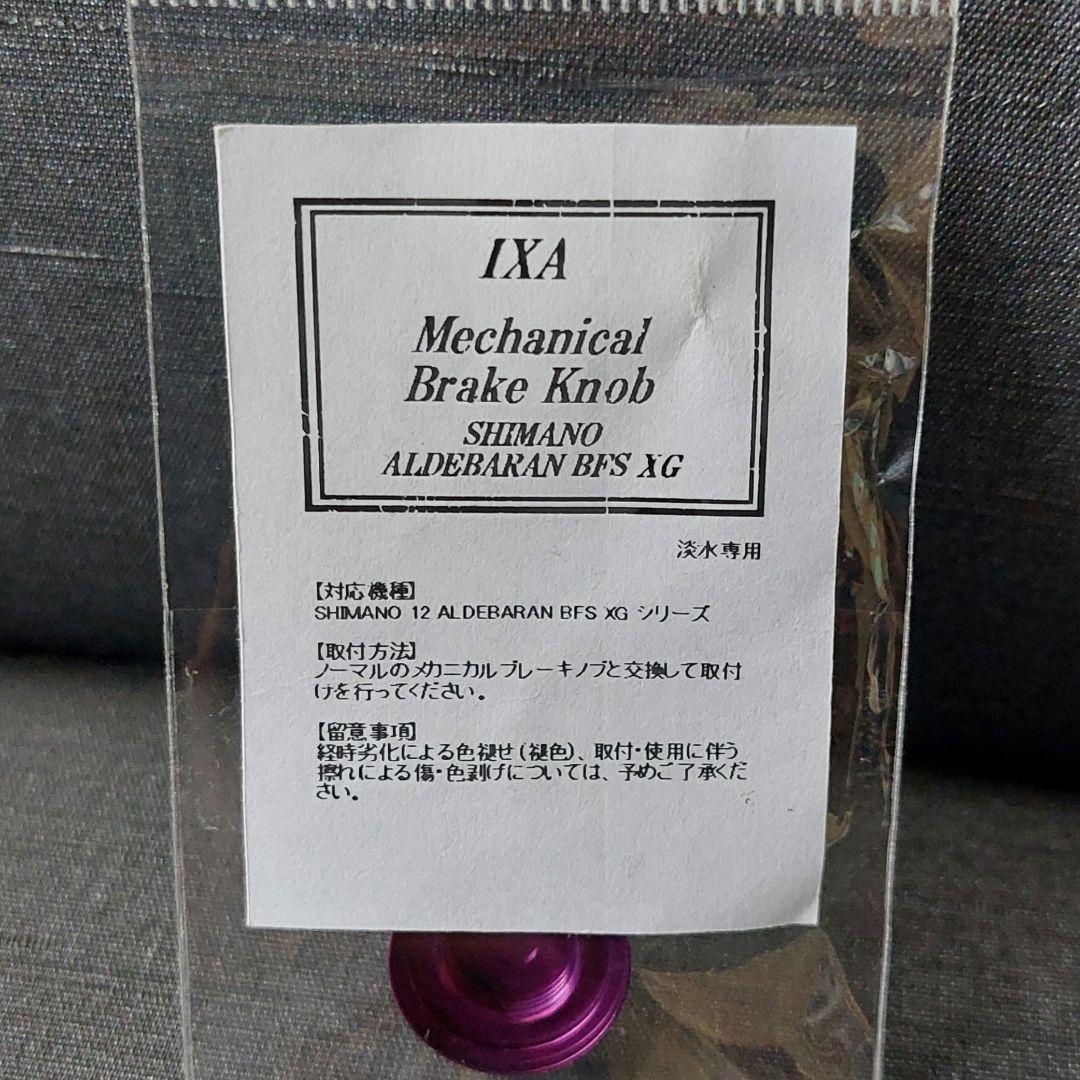 IXA
Mechanical
Brake Knob
SHIMANO
ALDEBARAN BFS XG
淡水専用
【対応機種】
SHIMANO 12 ALDEBARAN BFS XG シリーズ
【取付方法】
ノーマルのメカニカルブレーキノブと交換して取付
けを行ってください。
【留意事項】
経時劣化による色褪せ(褪色)、取付・使用に伴う
擦れによる傷・色剥げについては、予めご了承くだ
さい。